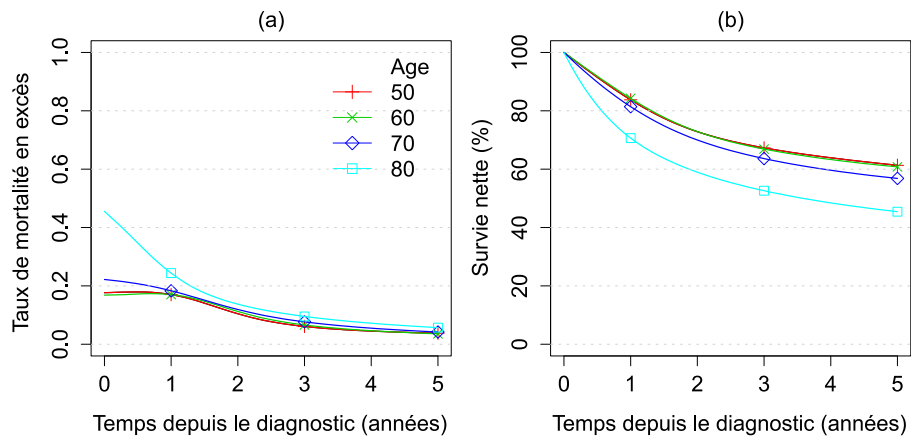 (a)
Taux de mortalité en excès
0.0
0.2
0.4
0.6
0.8
1.0
Age
50
60
70
80
0 1 2 3 4 5
Temps depuis le diagnostic (années)
(b)
Survie nette (%)
0
20
40
60
80
100
0 1 2 3 4 5
Temps depuis le diagnostic (années)